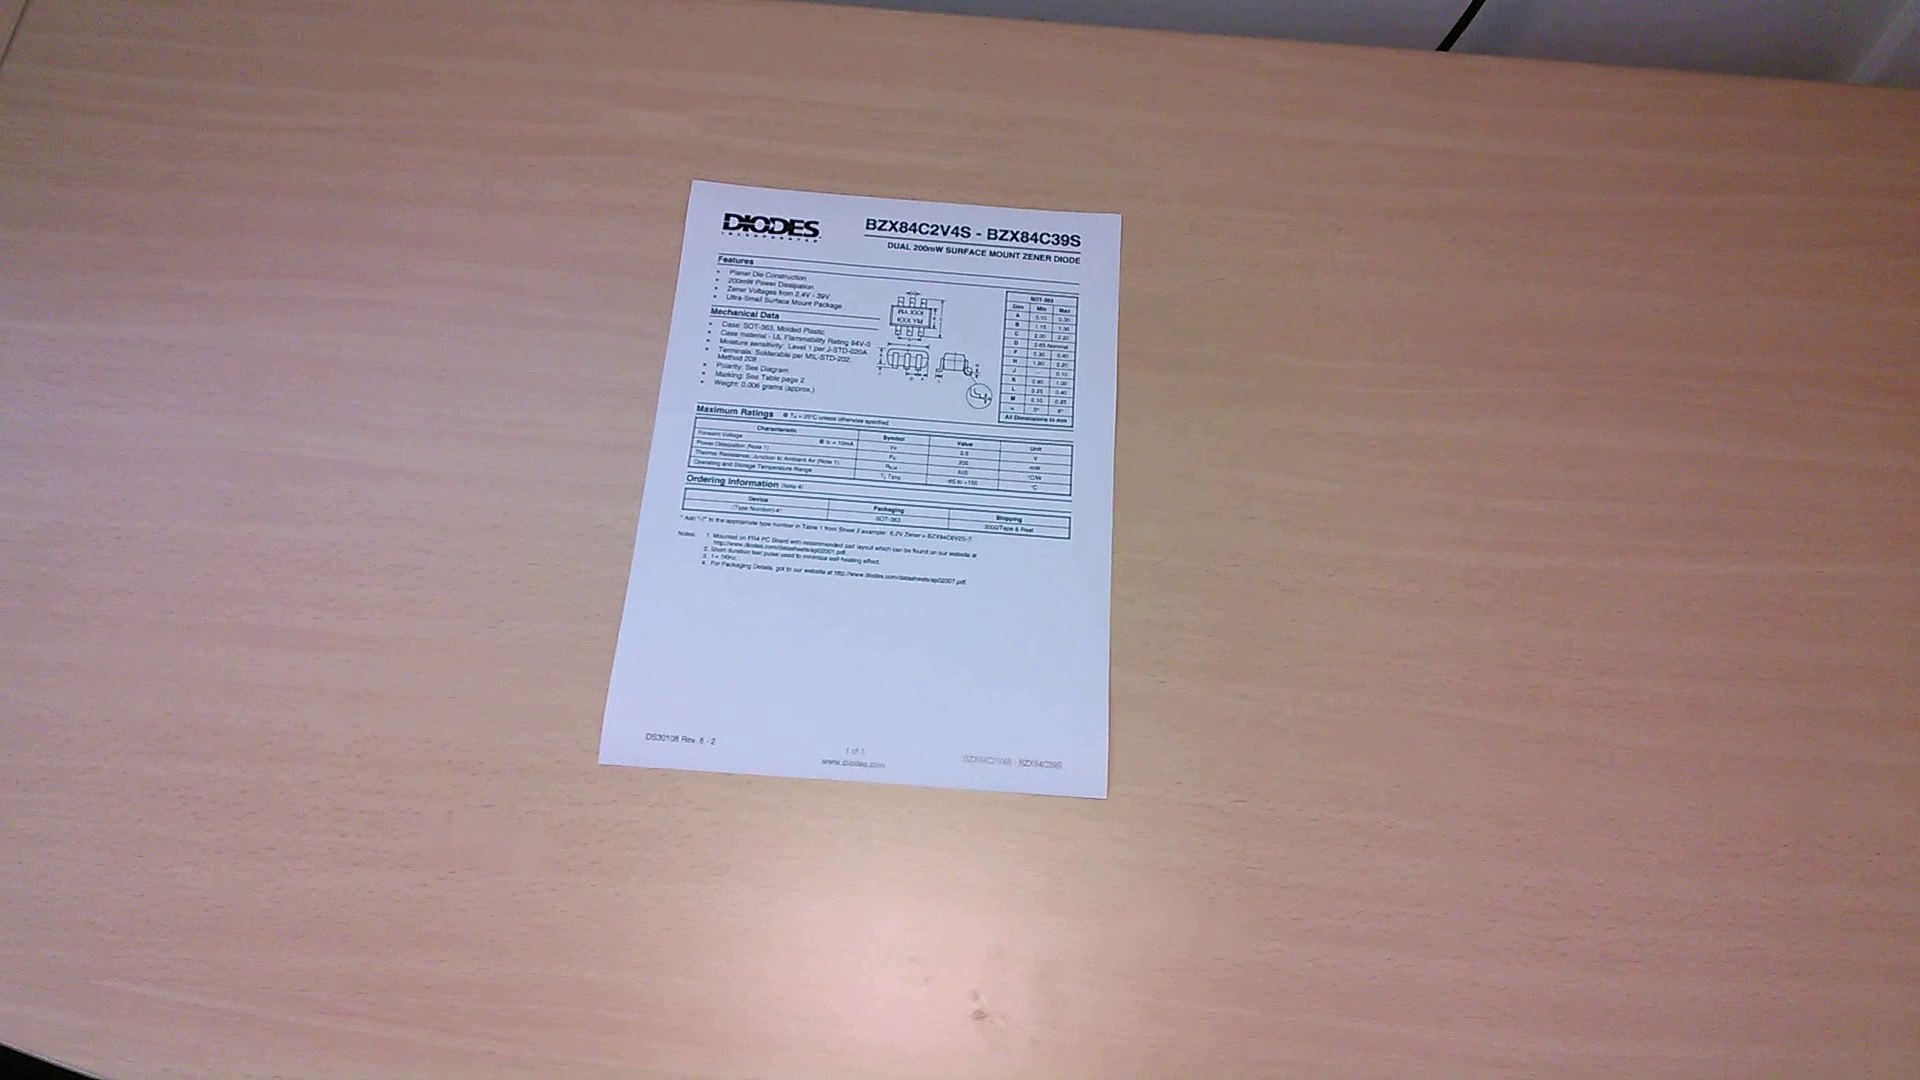 DIODES
INCORPORATED
BZX84C2V4S - BZX84C39S
DUAL 200mW SURFACE MOUNT ZENER DIODE
Features
• Planar Die Construction
• 200mW Power Dissipation
• Zener Voltages from 2.4V - 39V
• Ultra-Small Surface Mount Package
Mechanical Data
• Case: SOT-363, Molded Plastic
• Case material - UL Flammability Rating 94V-0
• Moisture sensitivity: Level 1 per J-STD-020A
• Terminals: Solderable per MIL-STD-202,
Method 208
• Polarity: See Diagram
• Marking: See Table page 2
• Weight: 0.006 grams (approx.)
SOT-363
Dim Min Max
A 0.10 0.30
B 1.15 1.35
C 2.00 2.20
D 0.65 Nominal
F 0.30 0.40
H 1.80 2.20
J 0.10
K 0.90 1.00
L 0.25 0.40
M 0.10 0.25
α 0° 8°
All Dimensions in mm
Maximum Ratings @ TA = 25°C unless otherwise specified
Characteristic Symbol Value Unit
Forward Voltage @ IF = 10mA VF 0.9 V
Power Dissipation (Note 1) Pd 200 mW
Thermal Resistance, Junction to Ambient Air (Note 1) RθJA 625 °C/W
Operating and Storage Temperature Range Tj, TSTG -65 to +150 °C
Ordering Information (Note 4)
Device Packaging Shipping
(Type Number)-7* SOT-363 3000/Tape & Reel
* Add "-7" to the appropriate type number in Table 1 from Sheet 2 example: 6.2V Zener = BZX84C6V2S-7.
Notes: 1. Mounted on FR4 PC Board with recommended pad layout which can be found on our website at
http://www.diodes.com/datasheets/ap02001.pdf.
2. Short duration test pulse used to minimize self-heating effect.
3. f = 1KHz.
4. For Packaging Details, got to our website at http://www.diodes.com/datasheets/ap02007.pdf
DS30108 Rev. 6 - 2
1 of 5
www.diodes.com
BZX84C2V4S - BZX84C39S